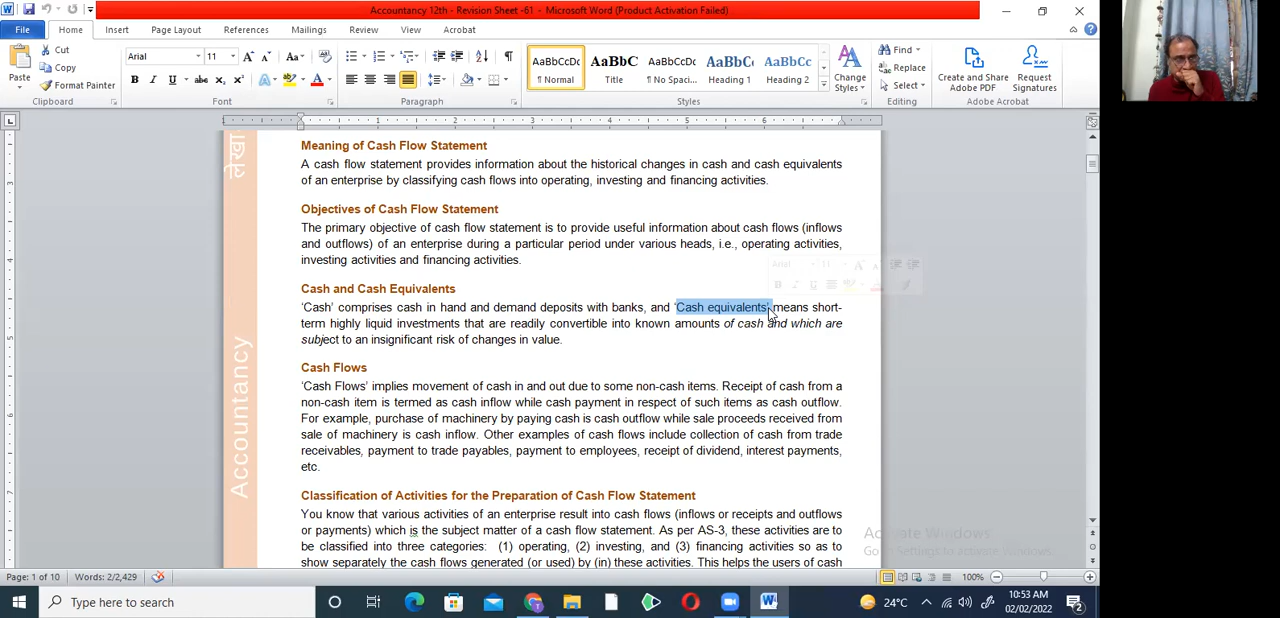 Accountancy 12th - Revision Sheet -61 - Microsoft Word (Product Activation Failed)
File Home Insert Page Layout References Mailings Review View Acrobat
Paste
Cut
Copy
Format Painter
Clipboard
Arial 11
Font
Paragraph
AaBbCcDc AaBbC AaBbCcDc AaBbC AaBbCc
¶ Normal Title ¶ No Spaci... Heading 1 Heading 2
Change Styles
Styles
Find
Replace
Select
Editing
Create and Share Adobe PDF
Request Signatures
Adobe Acrobat
1 2 3 4 5 6
लेखा
Accountancy
Meaning of Cash Flow Statement
A cash flow statement provides information about the historical changes in cash and cash equivalents
of an enterprise by classifying cash flows into operating, investing and financing activities.
Objectives of Cash Flow Statement
The primary objective of cash flow statement is to provide useful information about cash flows (inflows
and outflows) of an enterprise during a particular period under various heads, i.e., operating activities,
investing activities and financing activities.
Cash and Cash Equivalents
‘Cash’ comprises cash in hand and demand deposits with banks, and ‘Cash equivalents’ means short-
term highly liquid investments that are readily convertible into known amounts of cash and which are
subject to an insignificant risk of changes in value.
Cash Flows
‘Cash Flows’ implies movement of cash in and out due to some non-cash items. Receipt of cash from a
non-cash item is termed as cash inflow while cash payment in respect of such items as cash outflow.
For example, purchase of machinery by paying cash is cash outflow while sale proceeds received from
sale of machinery is cash inflow. Other examples of cash flows include collection of cash from trade
receivables, payment to trade payables, payment to employees, receipt of dividend, interest payments,
etc.
Classification of Activities for the Preparation of Cash Flow Statement
You know that various activities of an enterprise result into cash flows (inflows or receipts and outflows
or payments) which is the subject matter of a cash flow statement. As per AS-3, these activities are to
be classified into three categories: (1) operating, (2) investing, and (3) financing activities so as to
show separately the cash flows generated (or used) by (in) these activities. This helps the users of cash
Activate Windows
Go to Settings to activate Windows.
Page: 1 of 10 Words: 2/2,429 100%
Type here to search
24°C
10:53 AM
02/02/2022
2